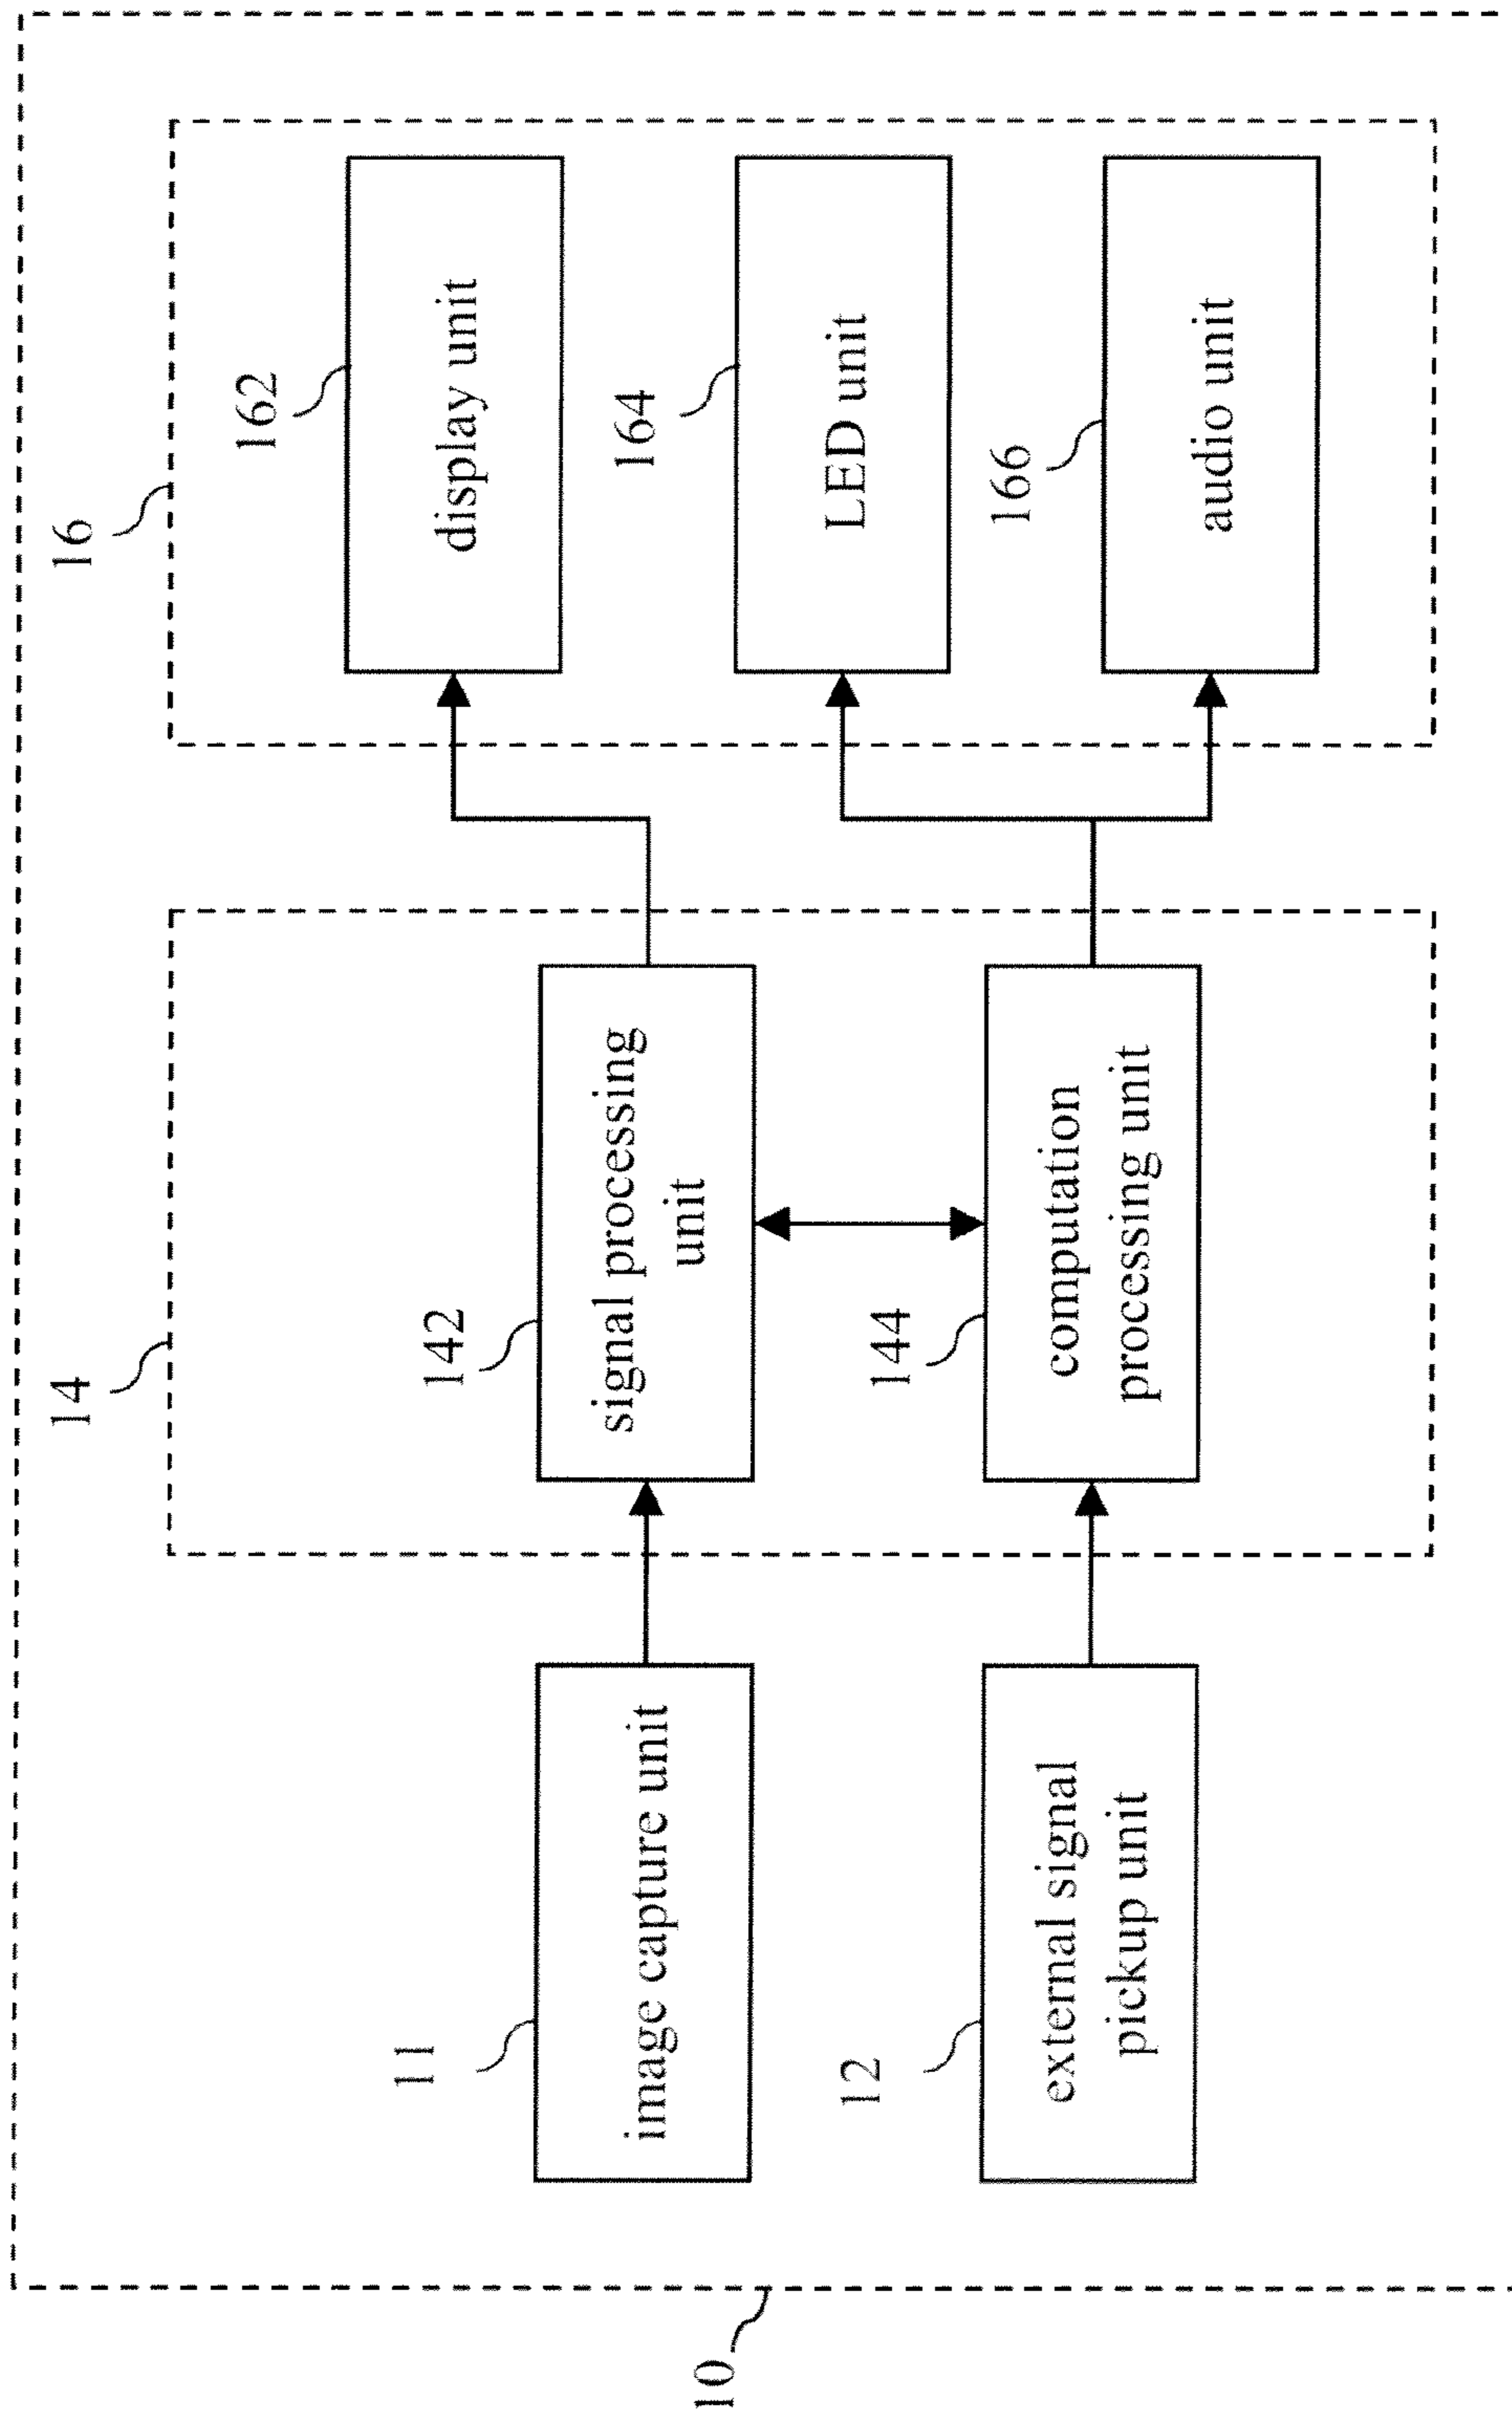 10
11
image capture unit
12
external signal
pickup unit
14
142
signal processing
unit
144
computation
processing unit
16
162
display unit
164
LED unit
166
audio unit